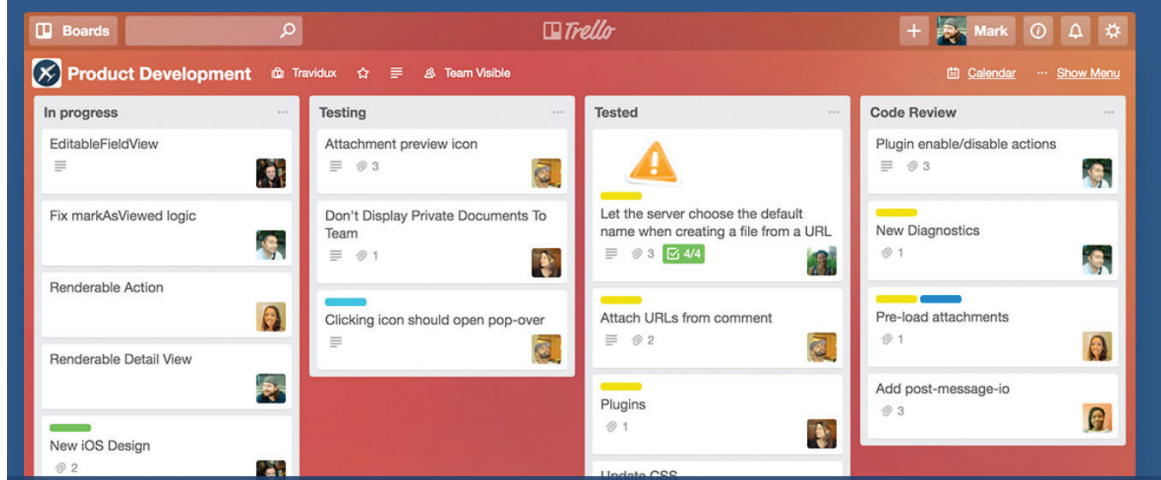 Boards
Trello
Mark
Product Development
Travidux
Team Visible
Calendar
Show Menu
In progress
EditableFieldView
Fix markAsViewed logic
Renderable Action
Renderable Detail View
New iOS Design
2
Testing
Attachment preview icon
3
Don't Display Private Documents To
Team
1
Clicking icon should open pop-over
Tested
Let the server choose the default
name when creating a file from a URL
3 4/4
Attach URLs from comment
2
Plugins
1
Update CSS
Code Review
Plugin enable/disable actions
3
New Diagnostics
1
Pre-load attachments
1
Add post-message-io
3